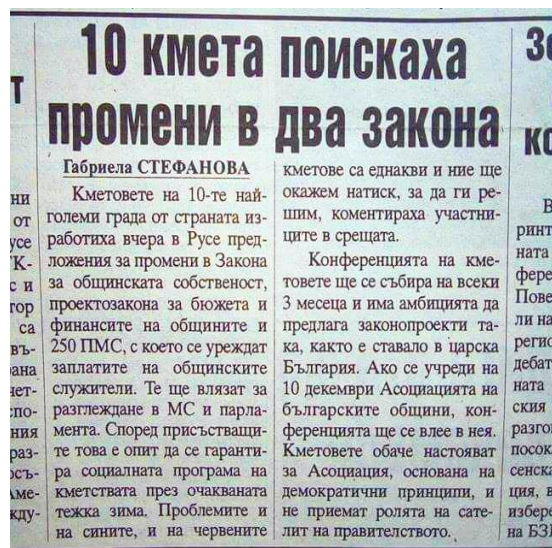 10 кмета поискаха
промени в два закона
Габриела СТЕФАНОВА
Кметовете на 10-те най-
големи града от страната из-
работиха вчера в Русе пред-
ложения за промени в Закона
за общинската собственост,
проектозакона за бюджета и
финансите на общините и
250 ПМС, с което се уреждат
заплатите на общинските
служители. Те ще влязат за
разглеждане в МС и парла-
мента. Според присъстващи-
те това е опит да се гаранти-
ра социалната програма на
кметствата през очакваната
тежка зима. Проблемите и
на сините, и на червените
кметове са еднакви и ние ще
окажем натиск, за да ги ре-
шим, коментираха участни-
ците в срещата.
Конференцията на кме-
товете ще се събира на всеки
3 месеца и има амбицията да
предлага законопроекти та-
ка, както е ставало в царска
България. Ако се учреди на
10 декември Асоциацията на
българските общини, кон-
ференцията ще се влее в нея.
Кметовете обаче настояват
за Асоциация, основана на
демократични принципи, и
не приемат ролята на сате-
лит на правителството.